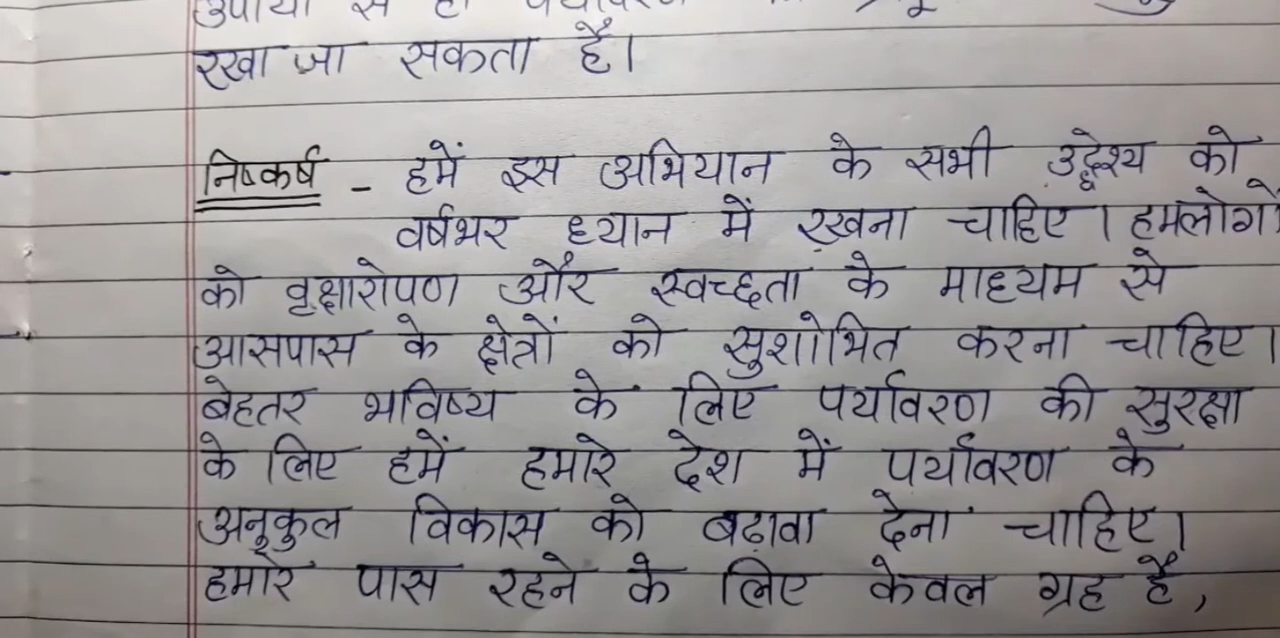 रखा जा सकता है।
निष्कर्ष - हमें इस अभियान के सभी उद्देश्य को
वर्षभर ध्यान में रखना चाहिए। हमलोगों
को वृक्षारोपण और स्वच्छता के माध्यम से
आसपास के क्षेत्रों को सुशोभित करना चाहिए।
बेहतर भविष्य के लिए पर्यावरण की सुरक्षा
के लिए हमें हमारे देश में पर्यावरण के
अनुकुल विकास को बढ़ावा देना चाहिए।
हमारे पास रहने के लिए केवल ग्रह है,